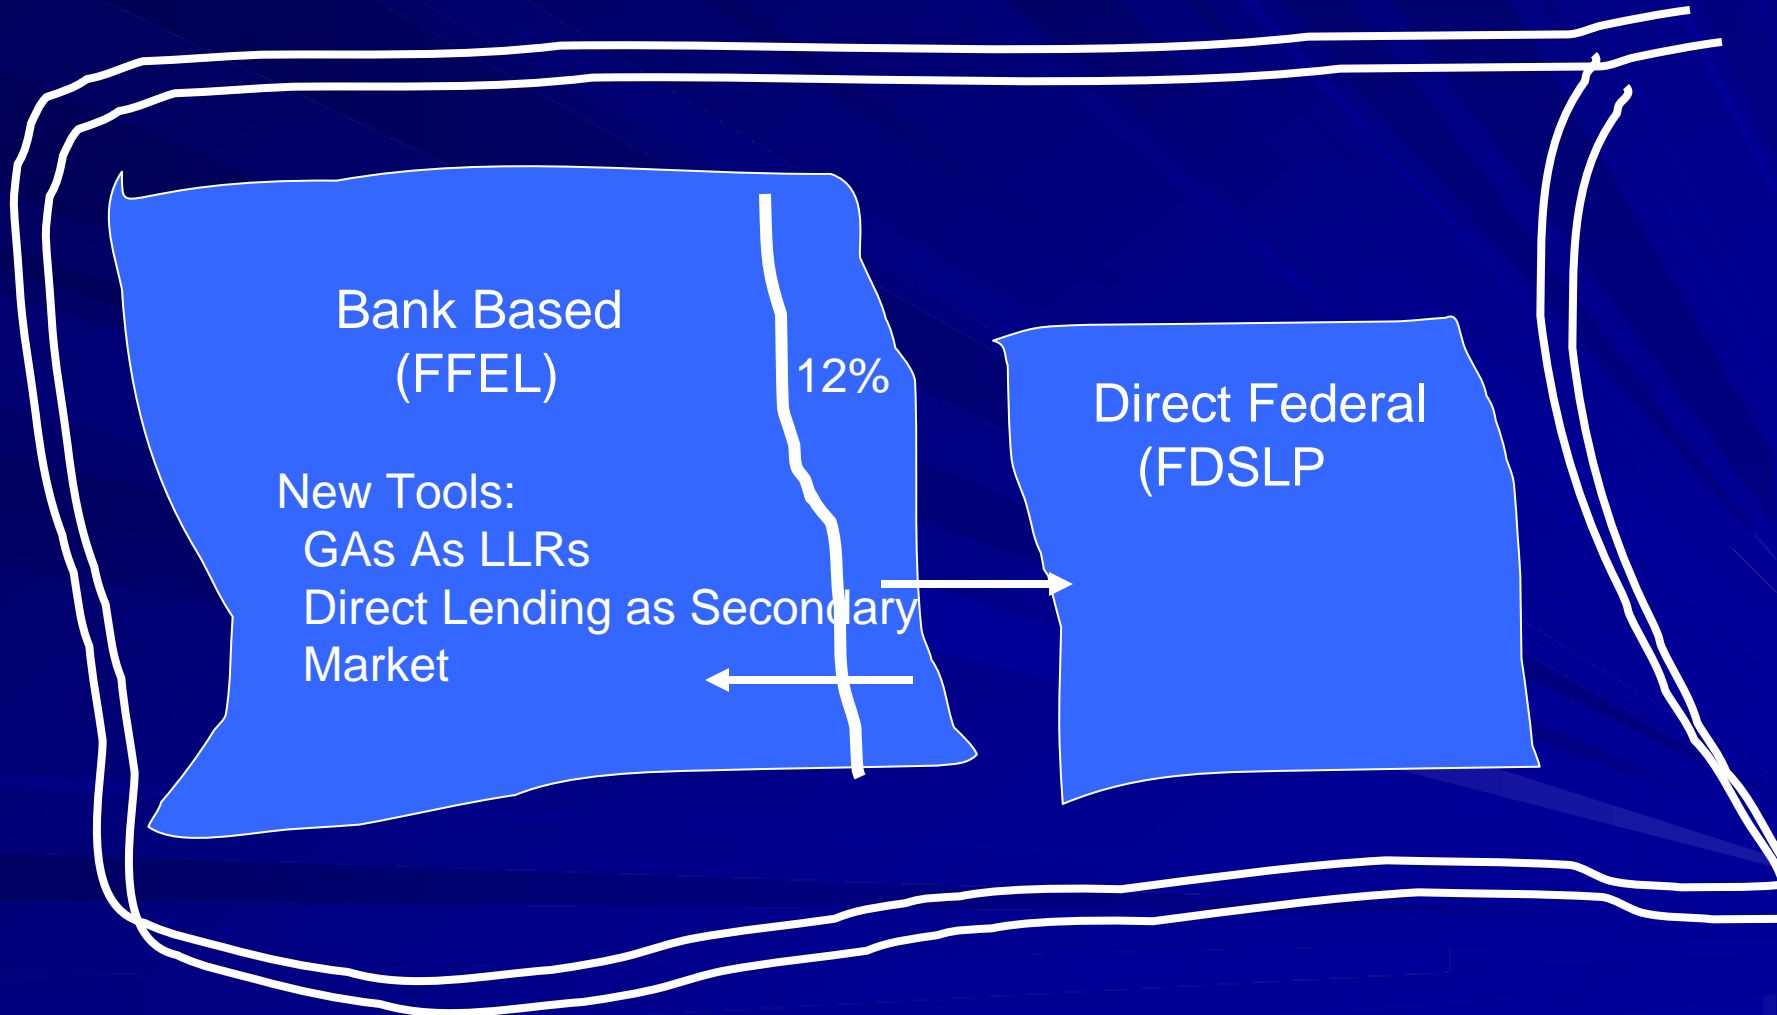 Bank Based
(FFEL)
12%
New Tools:
GAs As LLRs
Direct Lending as Secondary
Market
Direct Federal
(FDSLP